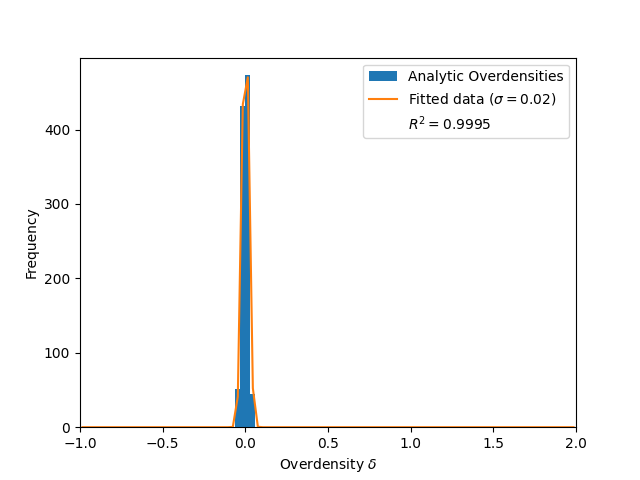 Analytic Overdensities
Fitted data (σ = 0.02)
R² = 0.9995
400
300
200
100
0
Frequency
−1.0 −0.5 0.0 0.5 1.0 1.5 2.0
Overdensity δ